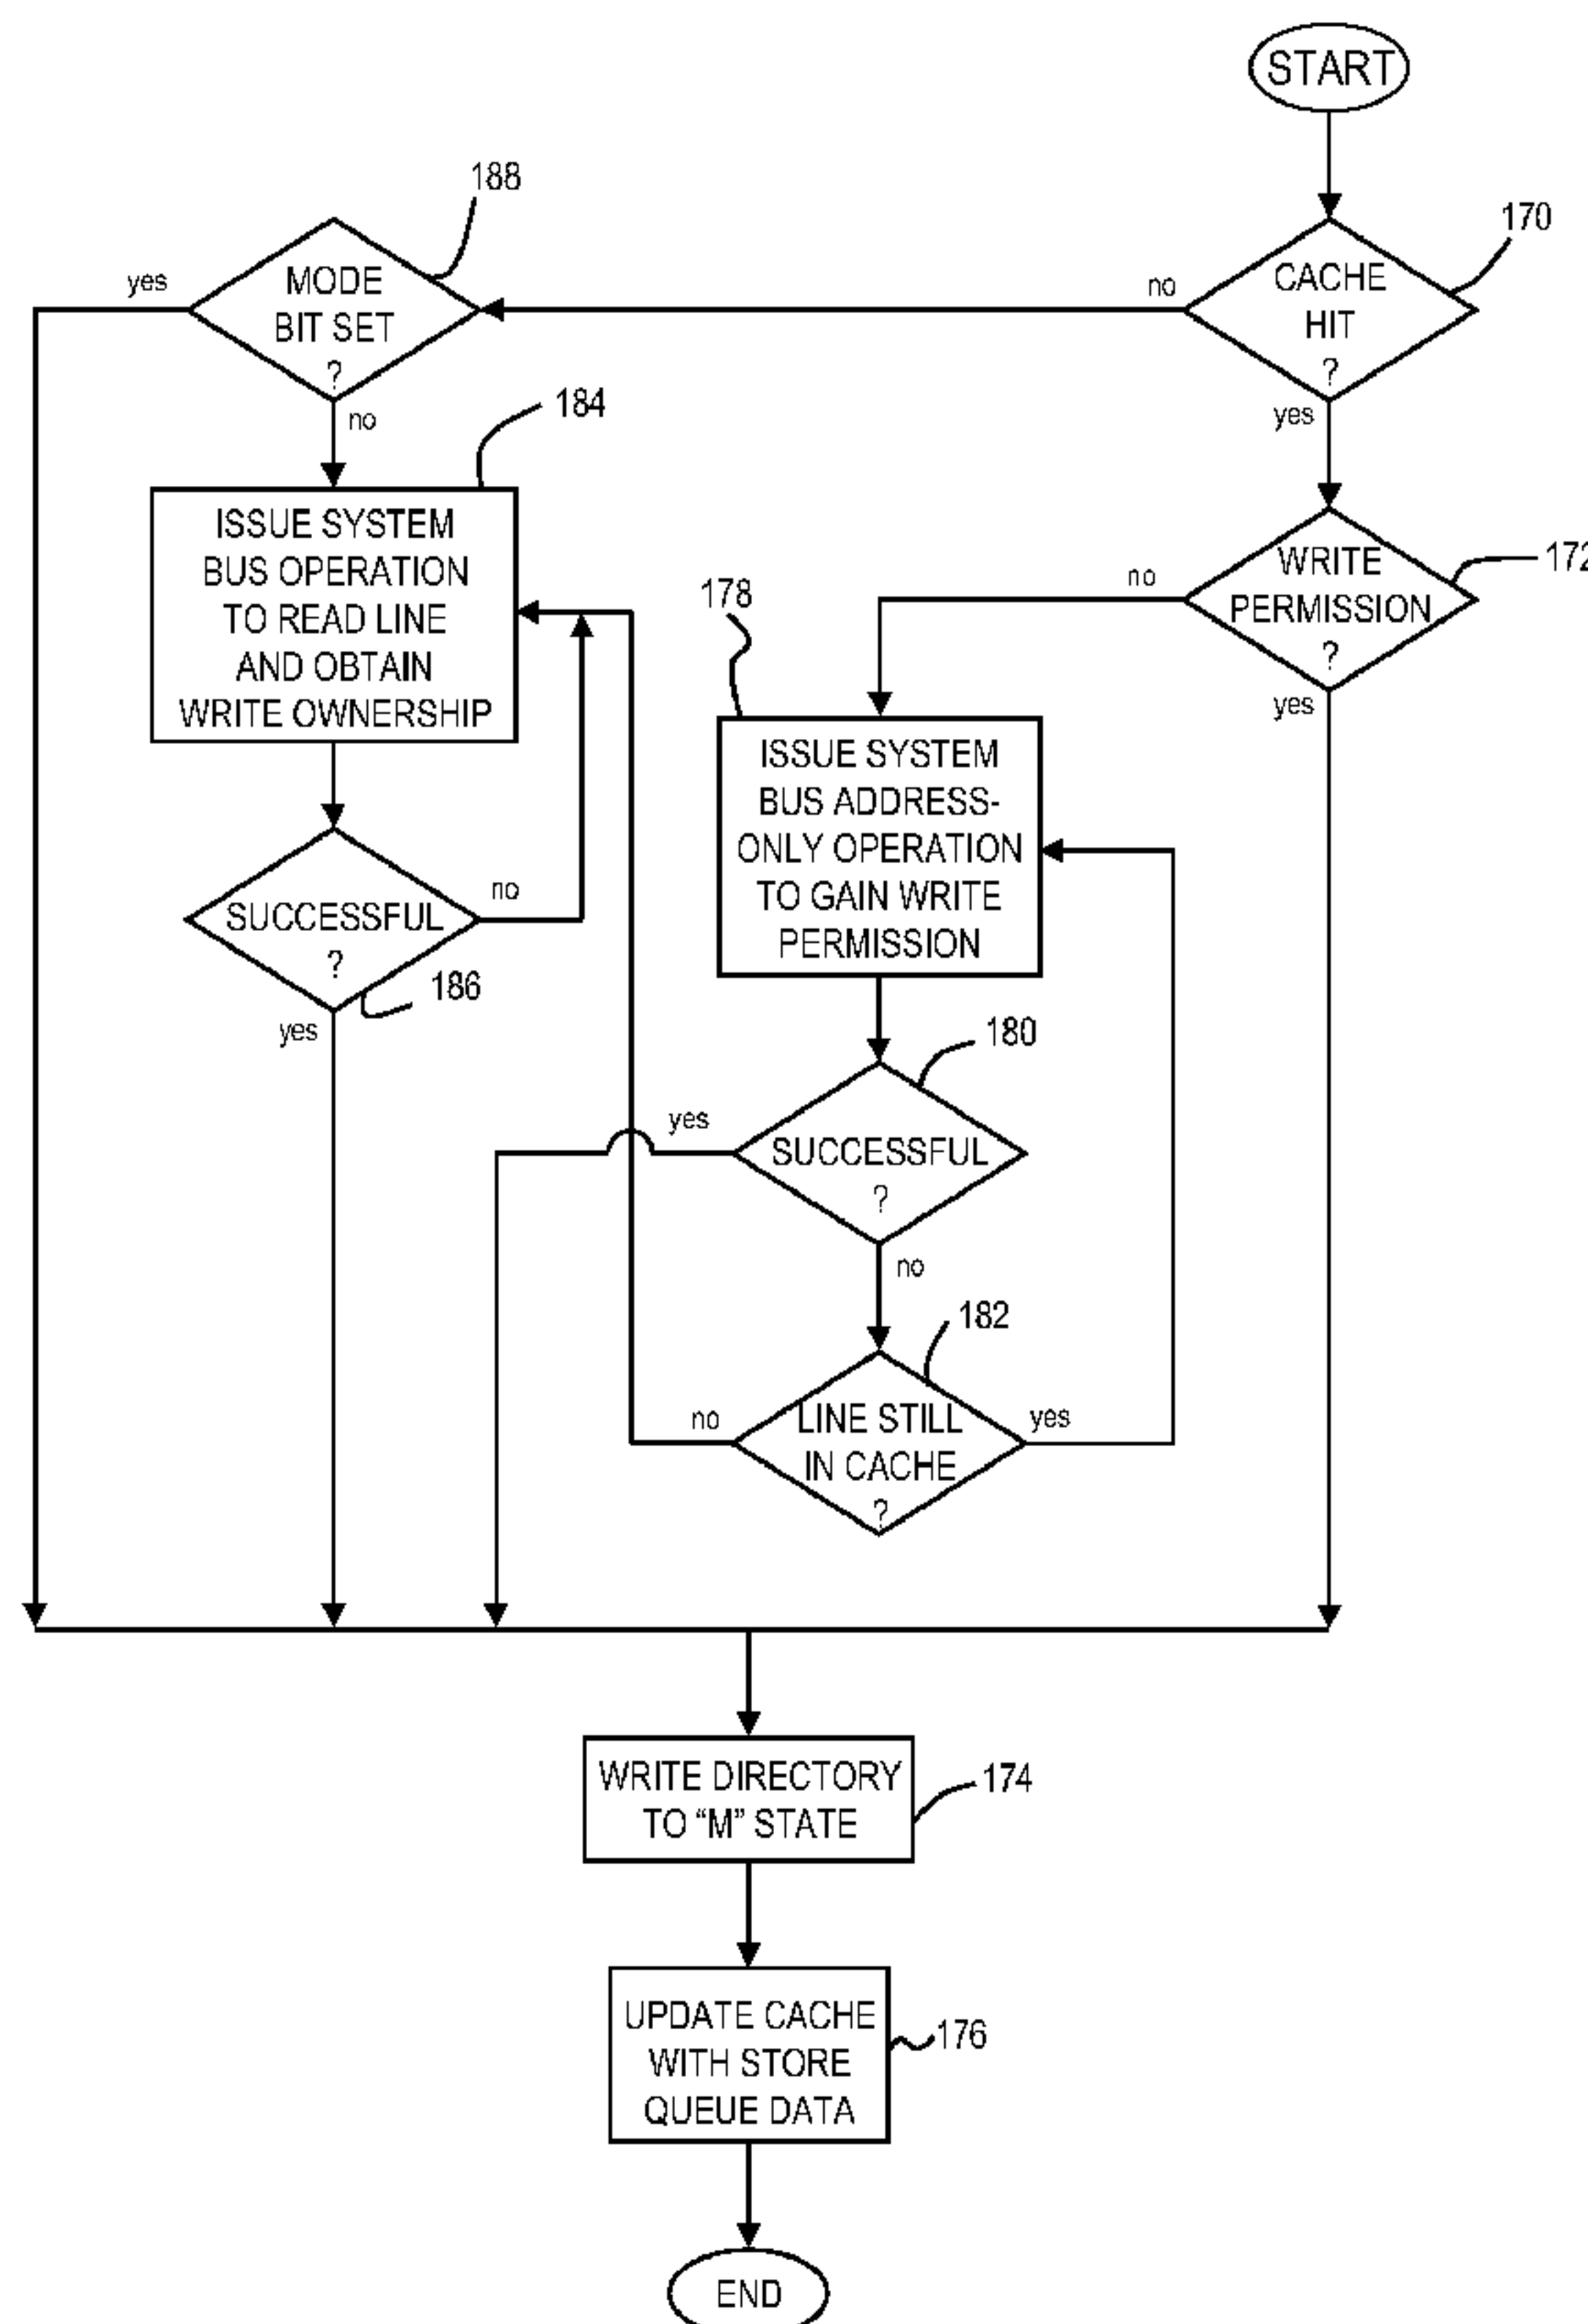 START
188
170
yes
MODE
BIT SET
?
no
CACHE
HIT
?
no
184
yes
ISSUE SYSTEM
BUS OPERATION
TO READ LINE
AND OBTAIN
WRITE OWNERSHIP
178
no
WRITE
PERMISSION
?
172
yes
ISSUE SYSTEM
BUS ADDRESS-
ONLY OPERATION
TO GAIN WRITE
PERMISSION
SUCCESSFUL
?
no
186
yes
180
yes
SUCCESSFUL
?
no
182
no
LINE STILL
IN CACHE
?
yes
WRITE DIRECTORY
TO “M” STATE
174
UPDATE CACHE
WITH STORE
QUEUE DATA
176
END